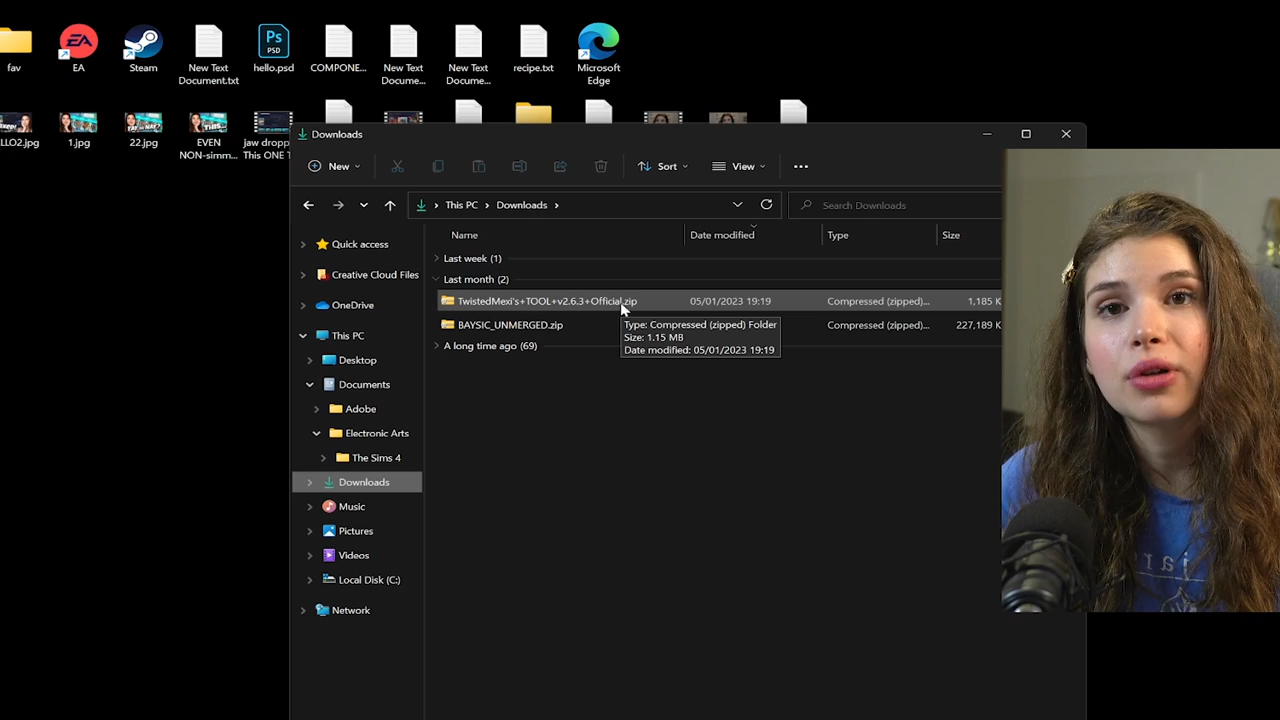 fav
EA
Steam
New Text
Document.txt
Ps
PSD
hello.psd
COMPONE...
New Text
Docume...
New Text
Docume...
recipe.txt
Microsoft
Edge
LLO2.jpg
1.jpg
22.jpg
EVEN
NON-simm...
jaw dropp
This ONE T
Downloads
New
Sort
View
This PC
Downloads
Search Downloads
Name
Date modified
Type
Size
Quick access
Creative Cloud Files
OneDrive
This PC
Desktop
Documents
Adobe
Electronic Arts
The Sims 4
Downloads
Music
Pictures
Videos
Local Disk (C:)
Network
Last week (1)
Last month (2)
TwistedMexi's+TOOL+v2.6.3+Official.zip 05/01/2023 19:19 Compressed (zipped)... 1,185 K
BAYSIC_UNMERGED.zip Compressed (zipped)... 227,189 K
A long time ago (69)
Type: Compressed (zipped) Folder
Size: 1.15 MB
Date modified: 05/01/2023 19:19